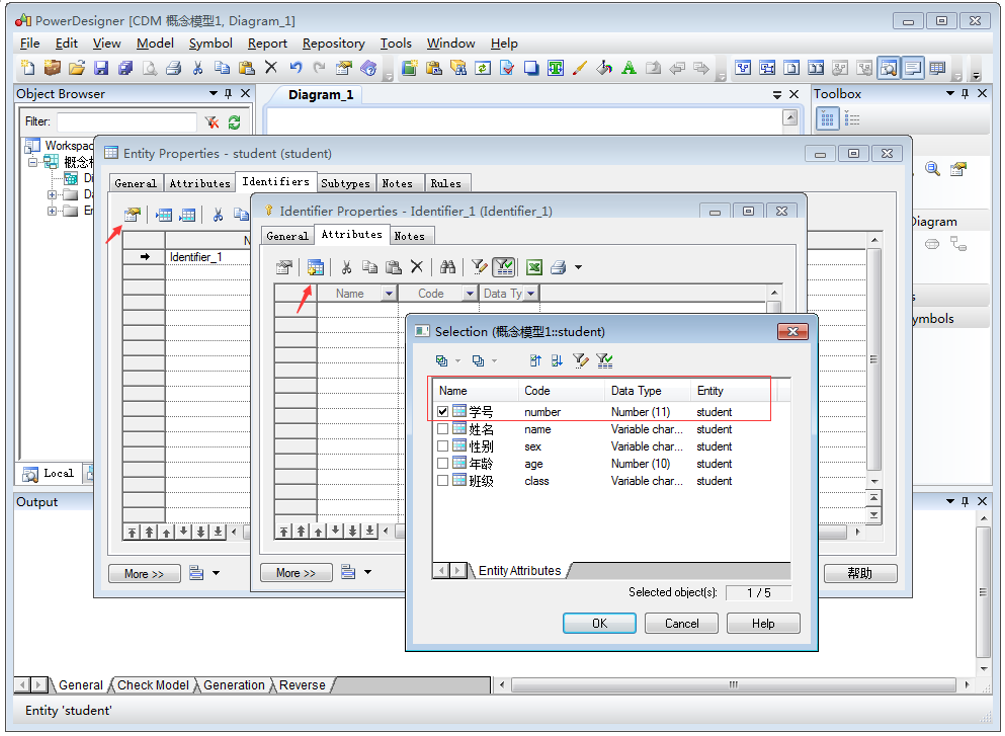 PowerDesigner [CDM 概念模型1, Diagram_1]
File Edit View Model Symbol Report Repository Tools Window Help
Object Browser
Diagram_1
Toolbox
Filter:
Workspac
概念模
Di
Da
En
Entity Properties - student (student)
General Attributes Identifiers Subtypes Notes Rules
N
Identifier_1
Identifier Properties - Identifier_1 (Identifier_1)
General Attributes Notes
Name Code Data Ty
Diagram
s
ymbols
Selection (概念模型1::student)
Name Code Data Type Entity
学号 number Number (11) student
姓名 name Variable char... student
性别 sex Variable char... student
年龄 age Number (10) student
班级 class Variable char... student
Entity Attributes
Selected object(s): 1 / 5
OK Cancel Help
More >>
More >>
帮助
Local
Output
General Check Model Generation Reverse
Entity 'student'